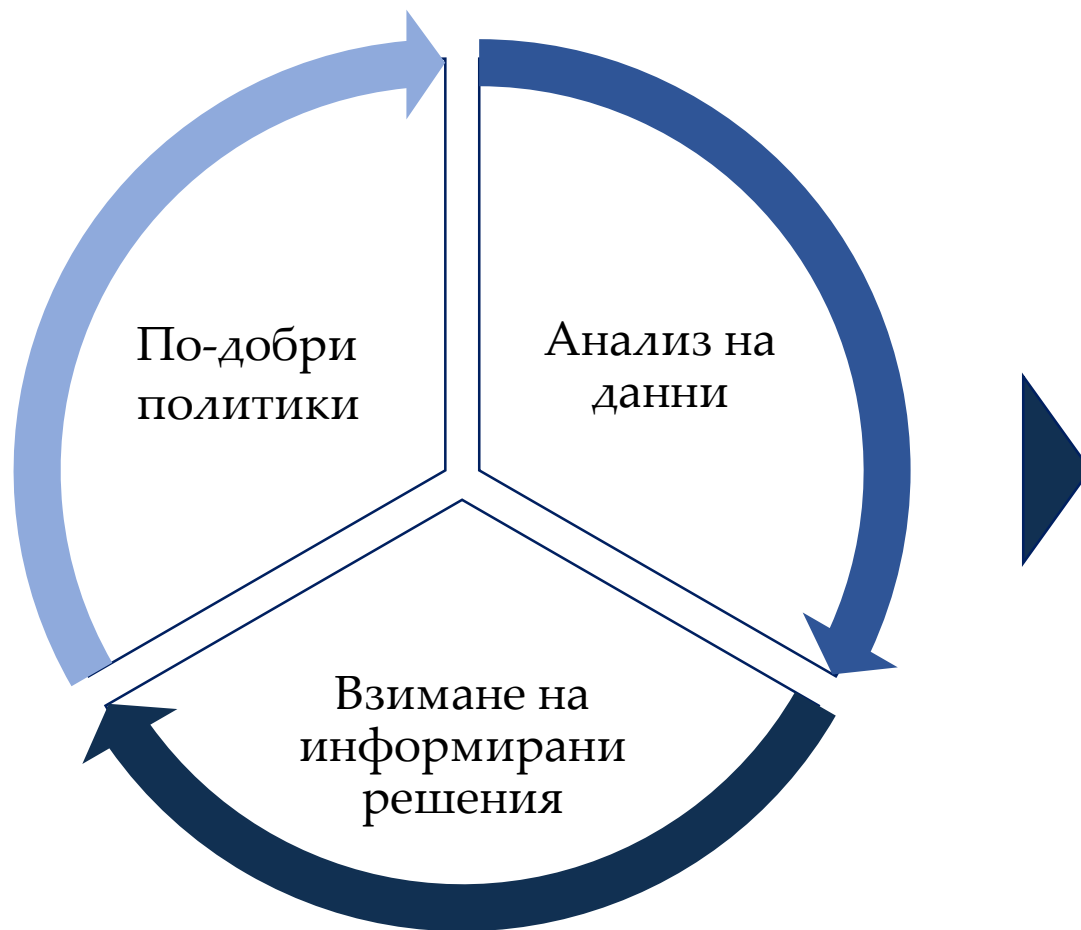 По-добри
политики
Анализ на
данни
Взимане на
информирани
решения